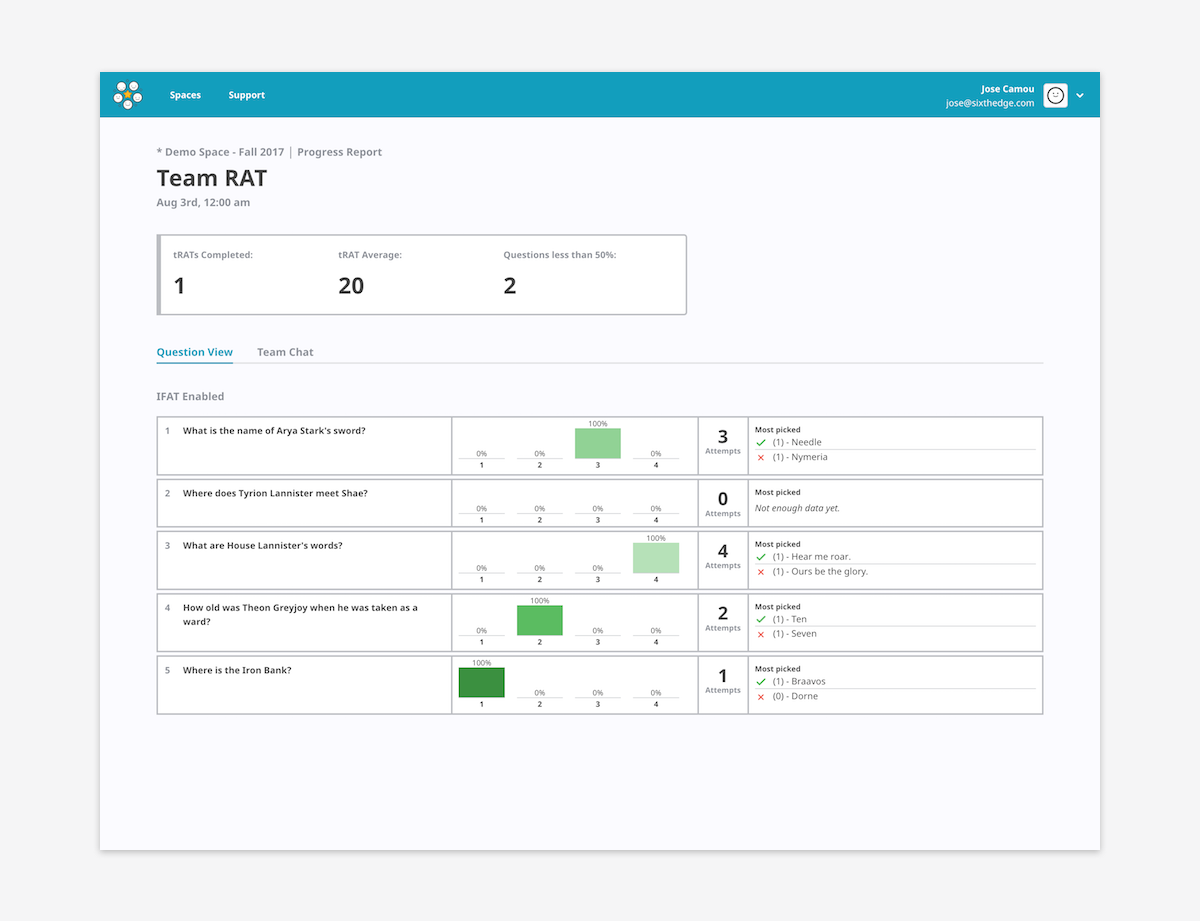 Spaces Support Jose Camou
jose@sixthedge.com
* Demo Space - Fall 2017 | Progress Report
Team RAT
Aug 3rd, 12:00 am
tRATs Completed: tRAT Average: Questions less than 50%:
1 20 2
Question View Team Chat
IFAT Enabled
1 What is the name of Arya Stark's sword?
0% 0% 100% 0%
1 2 3 4
3
Attempts
Most picked
(1) - Needle
(1) - Nymeria
2 Where does Tyrion Lannister meet Shae?
0% 0% 0% 0%
1 2 3 4
0
Attempts
Most picked
Not enough data yet.
3 What are House Lannister's words?
0% 0% 0% 100%
1 2 3 4
4
Attempts
Most picked
(1) - Hear me roar.
(1) - Ours be the glory.
4 How old was Theon Greyjoy when he was taken as a
ward?
0% 100% 0% 0%
1 2 3 4
2
Attempts
Most picked
(1) - Ten
(1) - Seven
5 Where is the Iron Bank?
100% 0% 0% 0%
1 2 3 4
1
Attempts
Most picked
(1) - Braavos
(0) - Dorne